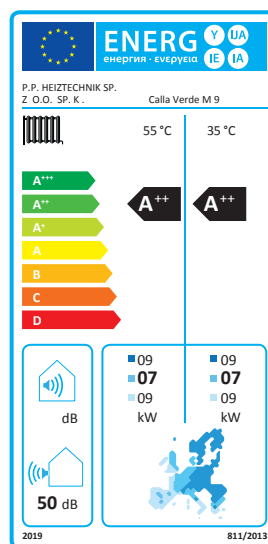 ENERG Y IJA
енергия · ενεργεια IE IA
P.P. HEIZTECHNIK SP.
Z O.O. SP. K . Calla Verde M 9
55 °C 35 °C
A+++
A++
A+
A
B
C
D
A++ A++
dB
50 dB
09 09
07 07
09 09
kW kW
2019 811/2013